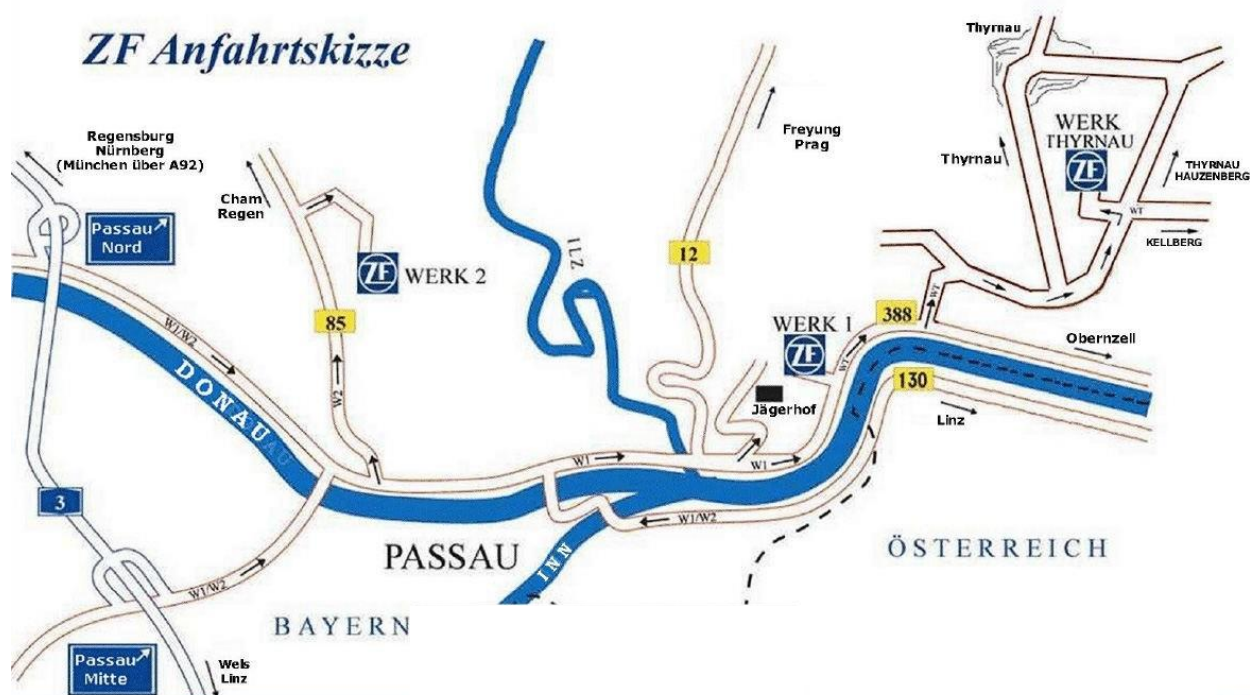 ZF Anfahrtskizze
Regensburg
Nürnberg
(München über A92)
Passau
Nord
Cham
Regen
ZF WERK 2
85
W1/W2
W2
DONAU
AU
3
W1/W2
Passau
Mitte
Wels
Linz
BAYERN
PASSAU
INN
ILZ
12
Freyung
Prag
W1
W1
W1/W2
Jägerhof
WERK 1
ZF
WT
388
130
WT
Obernzell
Linz
ÖSTERREICH
Thyrnau
Thyrnau
WERK
THYRNAU
ZF
WT
THYRNAU
HAUZENBERG
KELLBERG